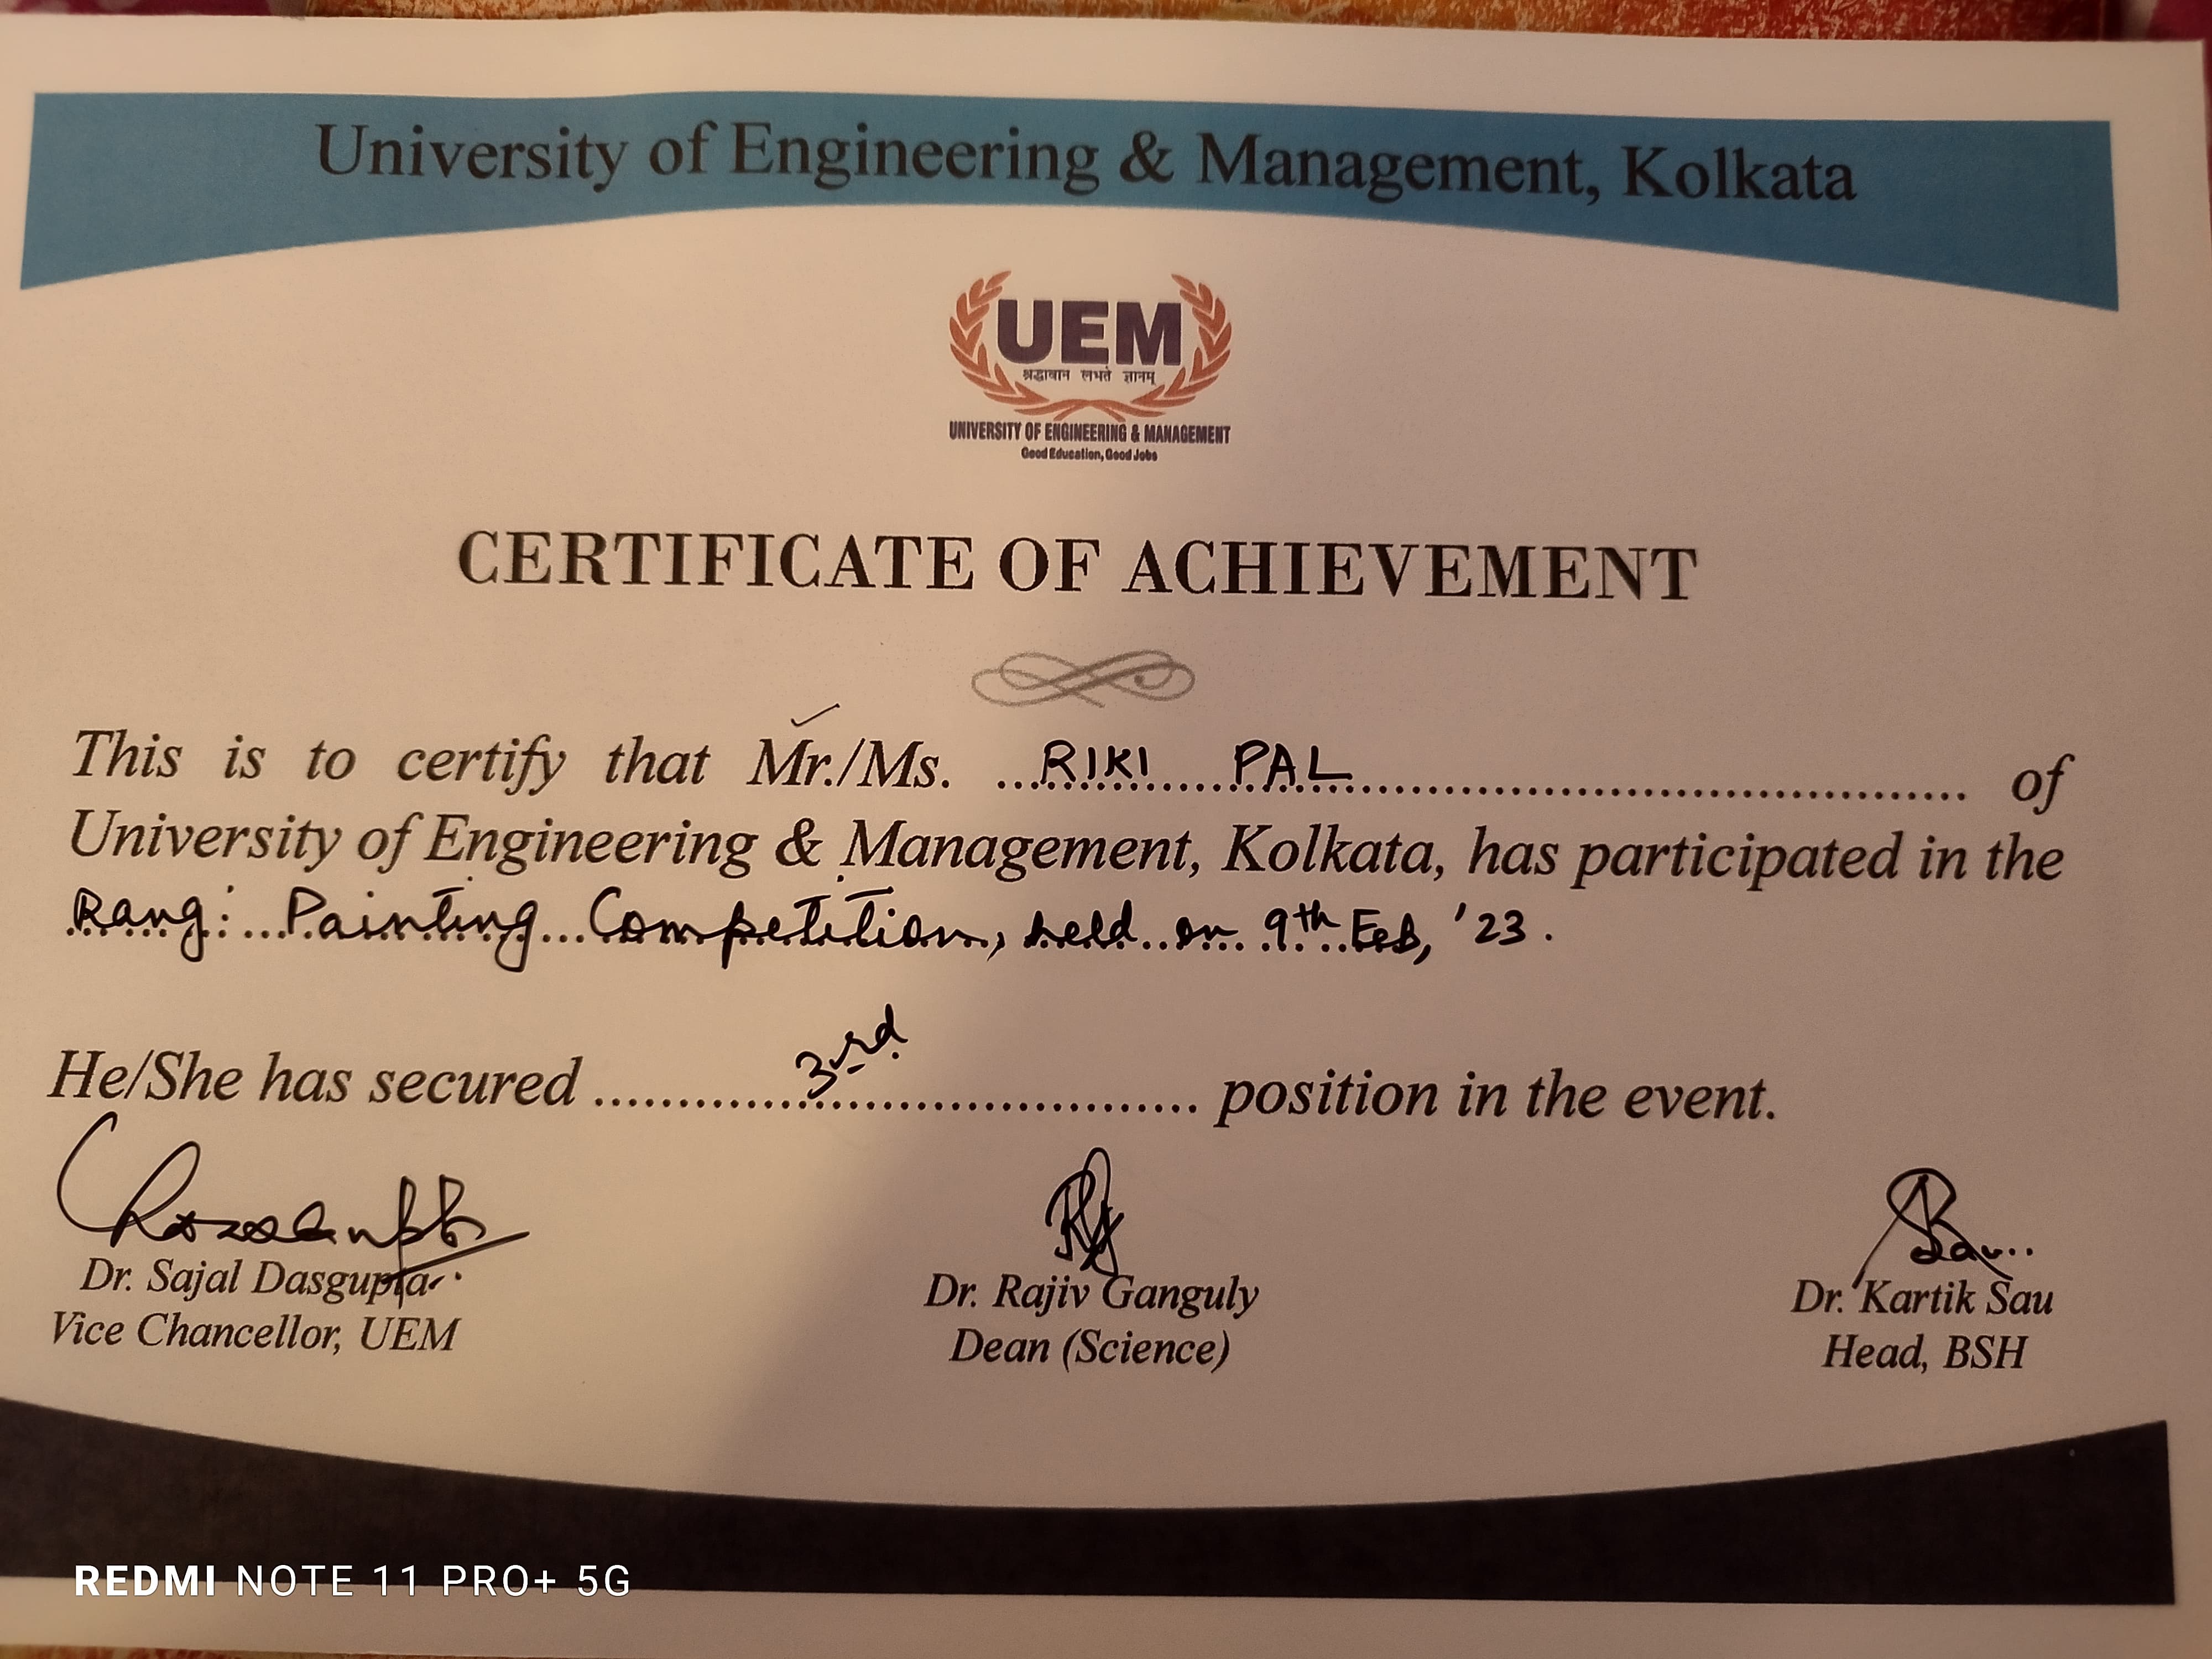 University of Engineering & Management, Kolkata
UEM
श्रद्धावान लभते ज्ञानम्
UNIVERSITY OF ENGINEERING & MANAGEMENT
Good Education, Good Jobs
CERTIFICATE OF ACHIEVEMENT
This is to certify that Mr./Ms. ...RIKI PAL... of
University of Engineering & Management, Kolkata, has participated in the
Rang: Painting Competition, held on 9th Feb, '23.
He/She has secured ...3rd... position in the event.
Dr. Sajal Dasgupta Dr. Rajiv Ganguly Dr. Kartik Sau
Vice Chancellor, UEM Dean (Science) Head, BSH
REDMI NOTE 11 PRO+ 5G